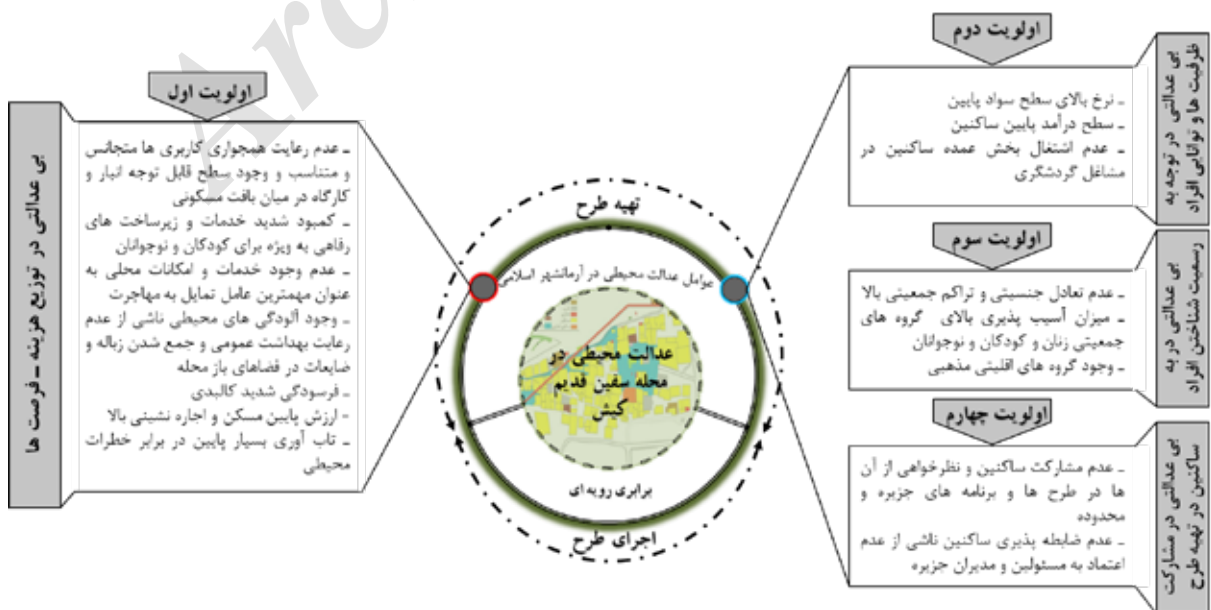 Arc
اولویت اول
بی عدالتی در توزیع هزینه ـ فرصت ها
ـ عدم رعایت همجواری کاربری ها متجانس
و متناسب و وجود سطح قابل توجه انبار و
کارگاه در میان بافت مسکونی
ـ کمبود شدید خدمات و زیرساخت های
رفاهی به ویژه برای کودکان و نوجوانان
ـ عدم وجود خدمات و امکانات محلی به
عنوان مهمترین عامل تمایل به مهاجرت
ـ وجود آلودگی های محیطی ناشی از عدم
رعایت بهداشت عمومی و جمع شدن زباله و
ضایعات در فضاهای باز محله
ـ فرسودگی شدید کالبدی
- ارزش پایین مسکن و اجاره نشینی بالا
ـ تاب آوری بسیار پایین در برابر خطرات
محیطی
تهیه طرح
عوامل عدالت محیطی در آرمانشهر اسلامی
عدالت محیطی در
محله سفین قدیم
کیش
برابری رویه ای
اجرای طرح
اولویت دوم
بی عدالتی در توجه به
ظرفیت ها و توانایی افراد
ـ نرخ بالای سطح سواد پایین
ـ سطح درآمد پایین ساکنین
ـ عدم اشتغال بخش عمده ساکنین در
مشاغل گردشگری
اولویت سوم
بی عدالتی در به
رسمیت شناختن افراد
ـ عدم تعادل جنسیتی و تراکم جمعیتی بالا
ـ میزان آسیب پذیری بالای گروه های
جمعیتی زنان و کودکان و نوجوانان
ـ وجود گروه های اقلیتی مذهبی
اولویت چهارم
بی عدالتی در مشارکت
ساکنین در تهیه طرح
ـ عدم مشارکت ساکنین و نظرخواهی از آن
ها در طرح ها و برنامه های جزیره و
محدوده
ـ عدم ضابطه پذیری ساکنین ناشی از عدم
اعتماد به مسئولین و مدیران جزیره